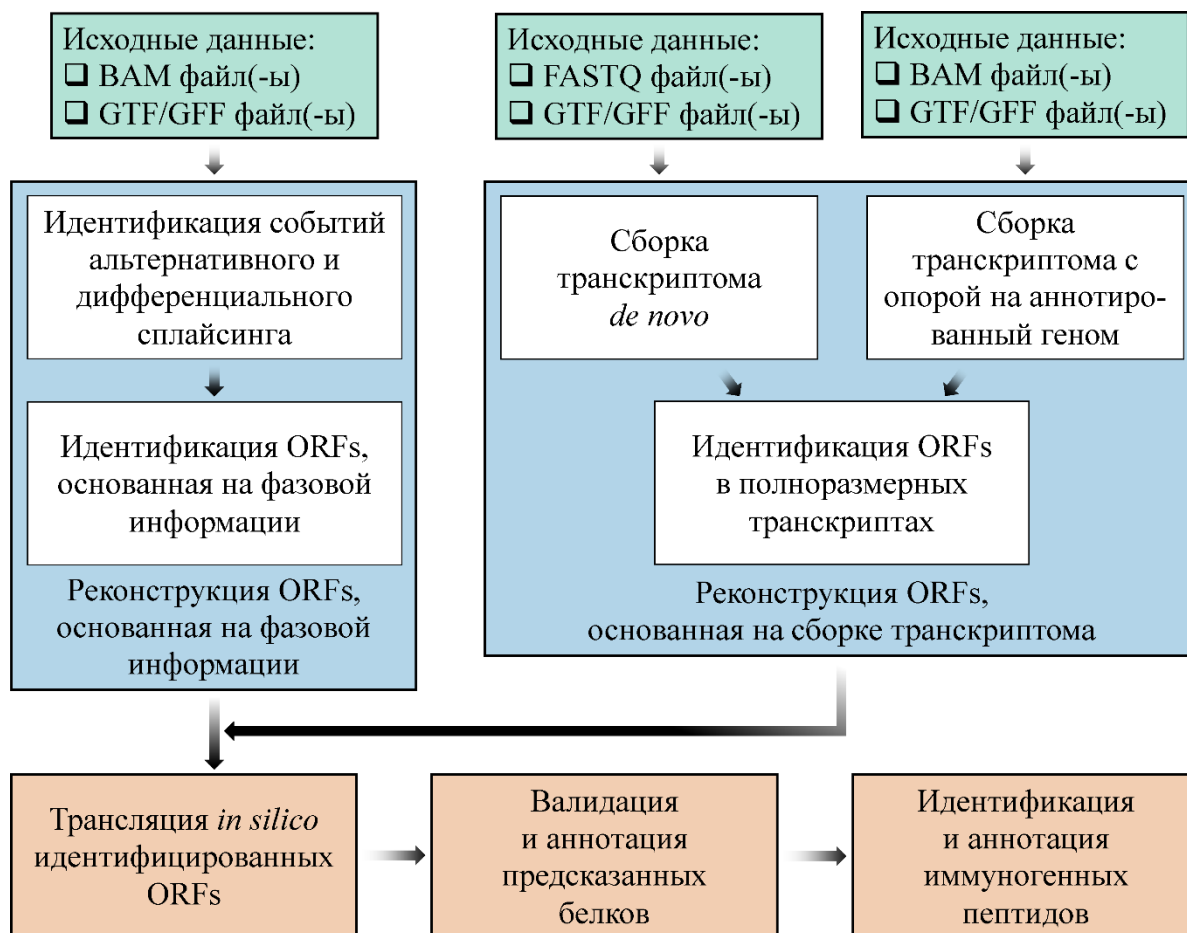 Исходные данные:
❑ BAM файл(-ы)
❑ GTF/GFF файл(-ы)
Исходные данные:
❑ FASTQ файл(-ы)
❑ GTF/GFF файл(-ы)
Исходные данные:
❑ BAM файл(-ы)
❑ GTF/GFF файл(-ы)
Идентификация событий
альтернативного и
дифференциального
сплайсинга
Идентификация ORFs,
основанная на фазовой
информации
Реконструкция ORFs,
основанная на фазовой
информации
Сборка
транскриптома
de novo
Сборка
транскриптома с
опорой на аннотиро-
ванный геном
Идентификация ORFs
в полноразмерных
транскриптах
Реконструкция ORFs,
основанная на сборке транскриптома
Трансляция in silico
идентифицированных
ORFs
Валидация
и аннотация
предсказанных
белков
Идентификация
и аннотация
иммуногенных
пептидов